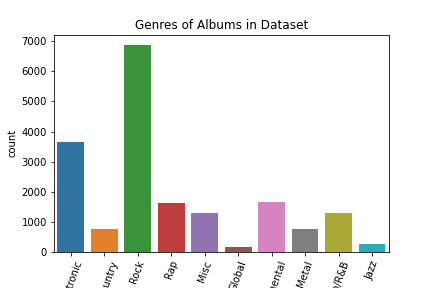 Genres of Albums in Dataset
7000
6000
5000
4000
3000
2000
1000
0
count
tronic
untry
Rock
Rap
Misc
Global
nental
Metal
/R&B
Jazz